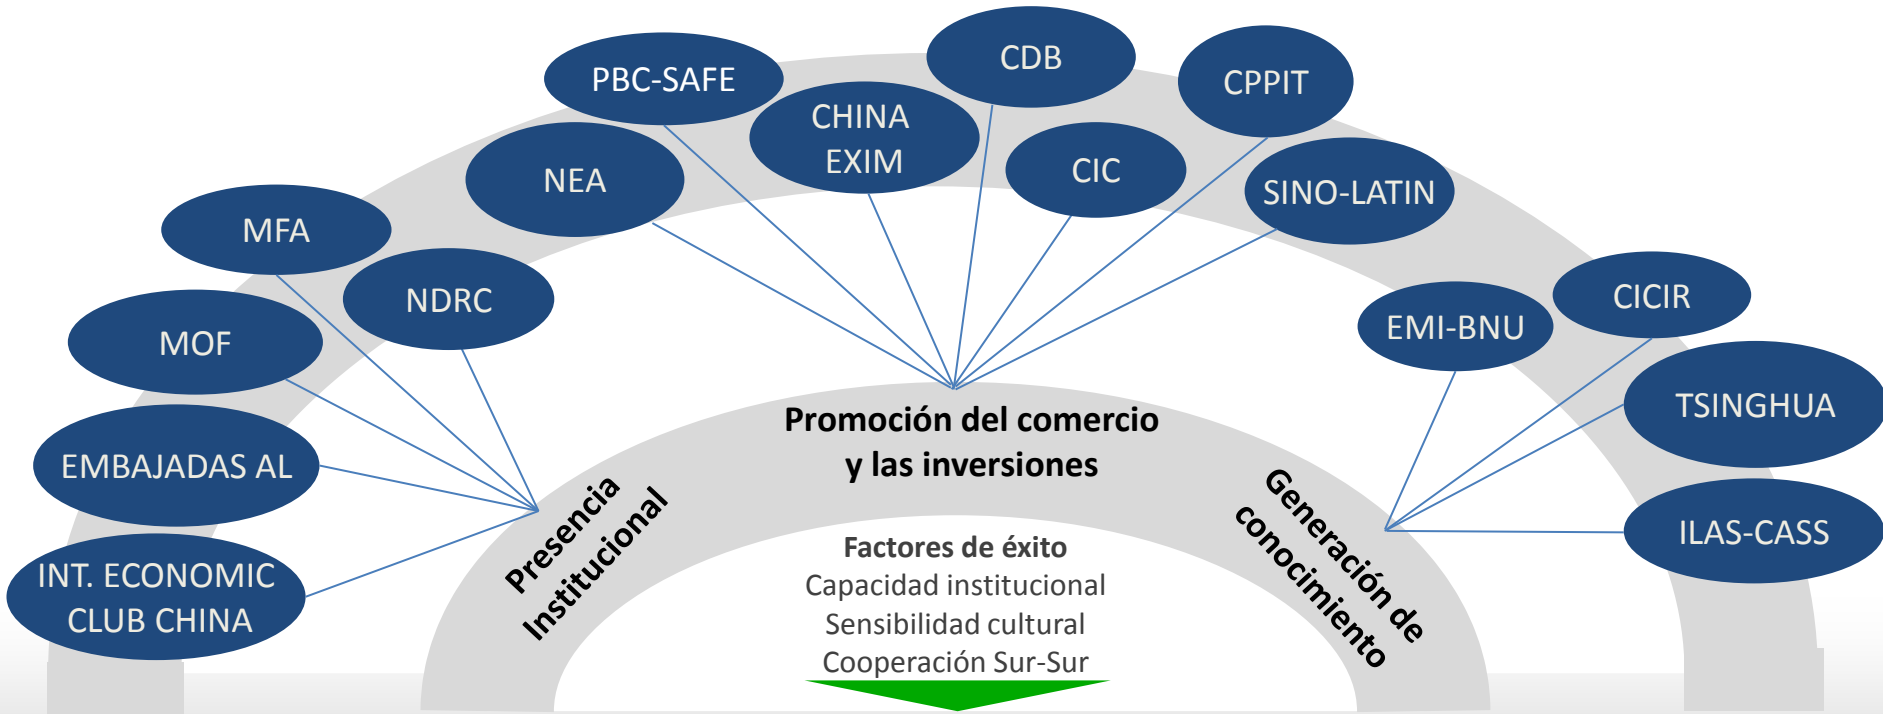 PBC-SAFE
CDB
CPPIT
CHINA
EXIM
NEA
CIC
SINO-LATIN
MFA
NDRC
MOF
CICIR
EMI-BNU
TSINGHUA
EMBAJADAS AL
ILAS-CASS
INT. ECONOMIC
CLUB CHINA
Presencia
Institucional
Promoción del comercio
y las inversiones
Generación de
conocimiento
Factores de éxito
Capacidad institucional
Sensibilidad cultural
Cooperación Sur-Sur